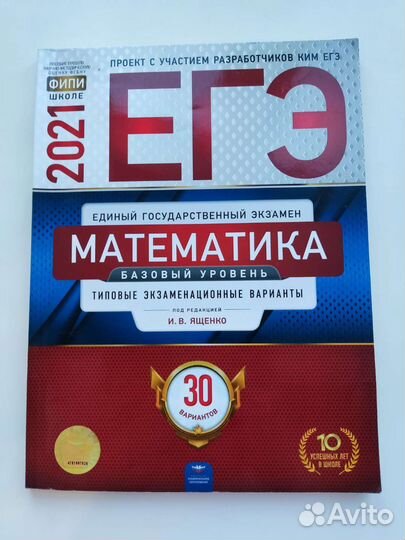 ПРОЕКТ С УЧАСТИЕМ РАЗРАБОТЧИКОВ КИМ ЕГЭ
ФИПИ
ШКОЛЕ
2021
ЕГЭ
ЕДИНЫЙ ГОСУДАРСТВЕННЫЙ ЭКЗАМЕН
МАТЕМАТИКА
БАЗОВЫЙ УРОВЕНЬ
ТИПОВЫЕ ЭКЗАМЕНАЦИОННЫЕ ВАРИАНТЫ
ПОД РЕДАКЦИЕЙ
И. В. ЯЩЕНКО
30
ВАРИАНТОВ
10
УСПЕШНЫХ ЛЕТ
В ШКОЛЕ
Avito